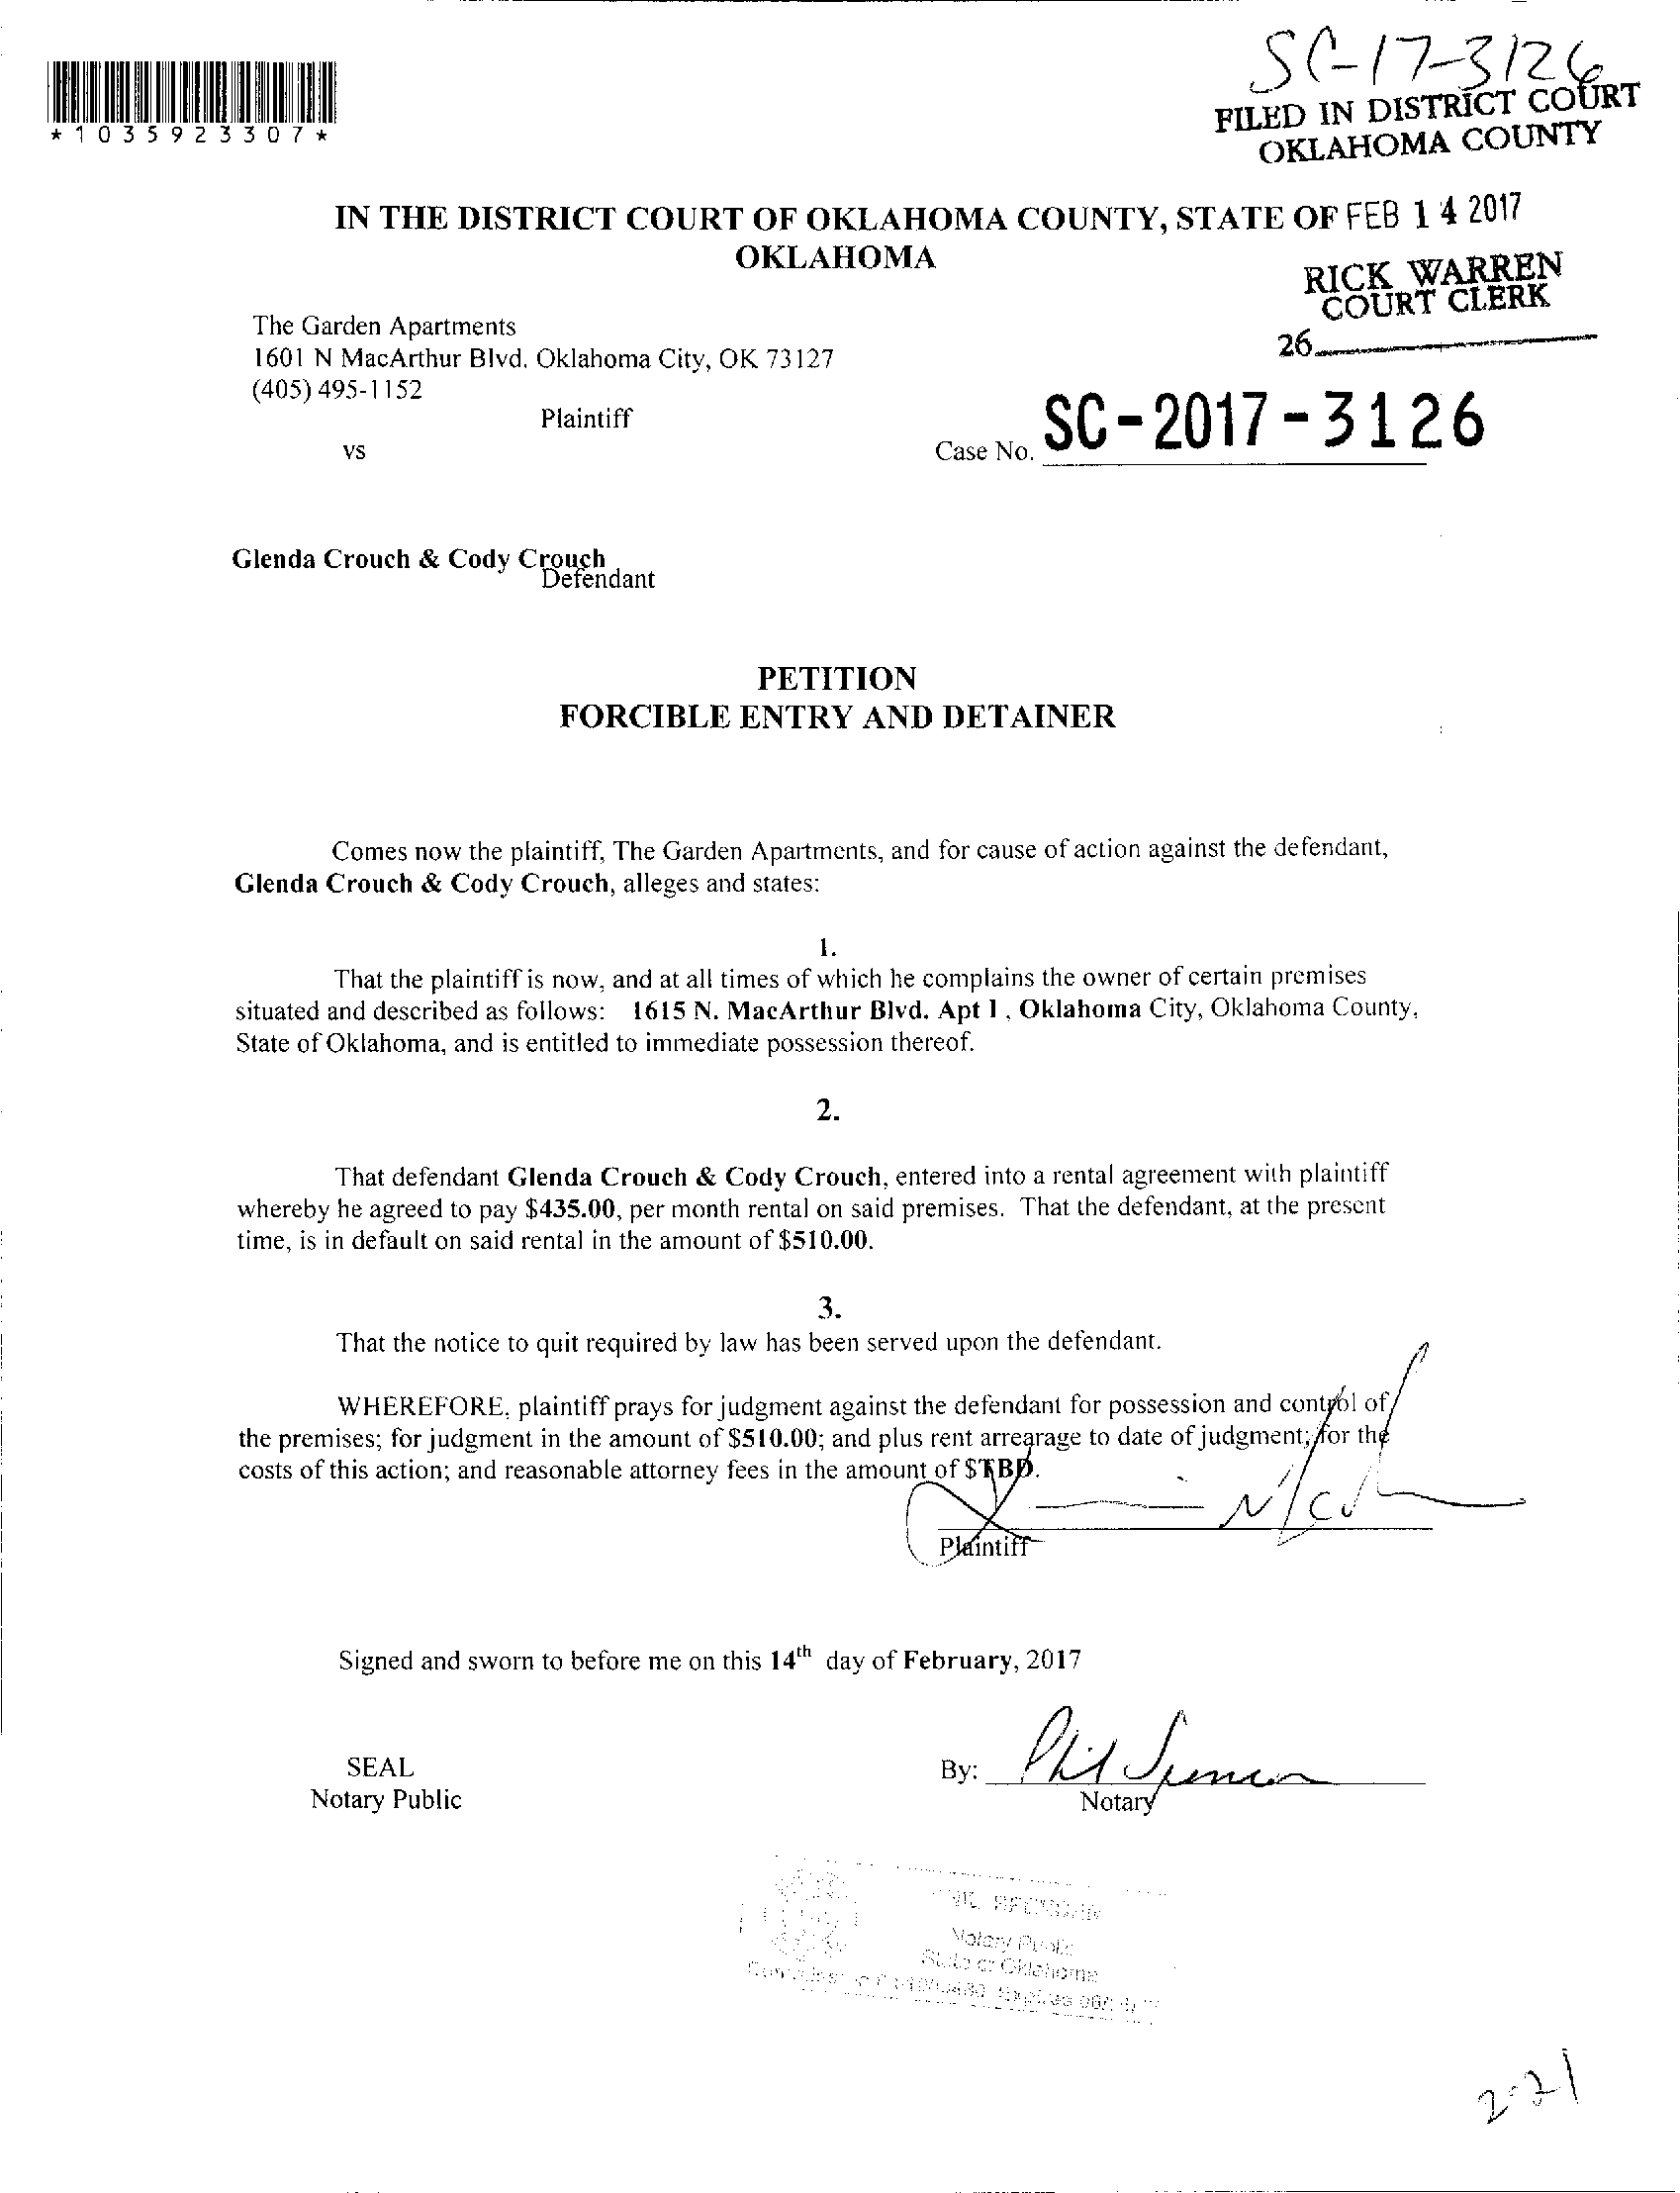 SC-17-3126
FILED IN DISTRICT COURT
OKLAHOMA COUNTY
*1035923307*
IN THE DISTRICT COURT OF OKLAHOMA COUNTY, STATE OF FEB 14 2017
OKLAHOMA
RICK WARREN
COURT CLERK
26
The Garden Apartments
1601 N MacArthur Blvd. Oklahoma City, OK 73127
(405) 495-1152
Plaintiff
vs
Case No. SC-2017-3126
Glenda Crouch & Cody Crouch
Defendant
PETITION
FORCIBLE ENTRY AND DETAINER
Comes now the plaintiff, The Garden Apartments, and for cause of action against the defendant,
Glenda Crouch & Cody Crouch, alleges and states:
1.
That the plaintiff is now, and at all times of which he complains the owner of certain premises
situated and described as follows: 1615 N. MacArthur Blvd. Apt 1 , Oklahoma City, Oklahoma County,
State of Oklahoma, and is entitled to immediate possession thereof.
2.
That defendant Glenda Crouch & Cody Crouch, entered into a rental agreement with plaintiff
whereby he agreed to pay $435.00, per month rental on said premises. That the defendant, at the present
time, is in default on said rental in the amount of $510.00.
3.
That the notice to quit required by law has been served upon the defendant.
WHEREFORE, plaintiff prays for judgment against the defendant for possession and control of
the premises; for judgment in the amount of $510.00; and plus rent arrearage to date of judgment; for the
costs of this action; and reasonable attorney fees in the amount of $TBD.
Plaintiff
Signed and sworn to before me on this 14th day of February, 2017
SEAL
By: Phil Spencer
Notary Public
Notary
Notary Public
State of Oklahoma
2-21